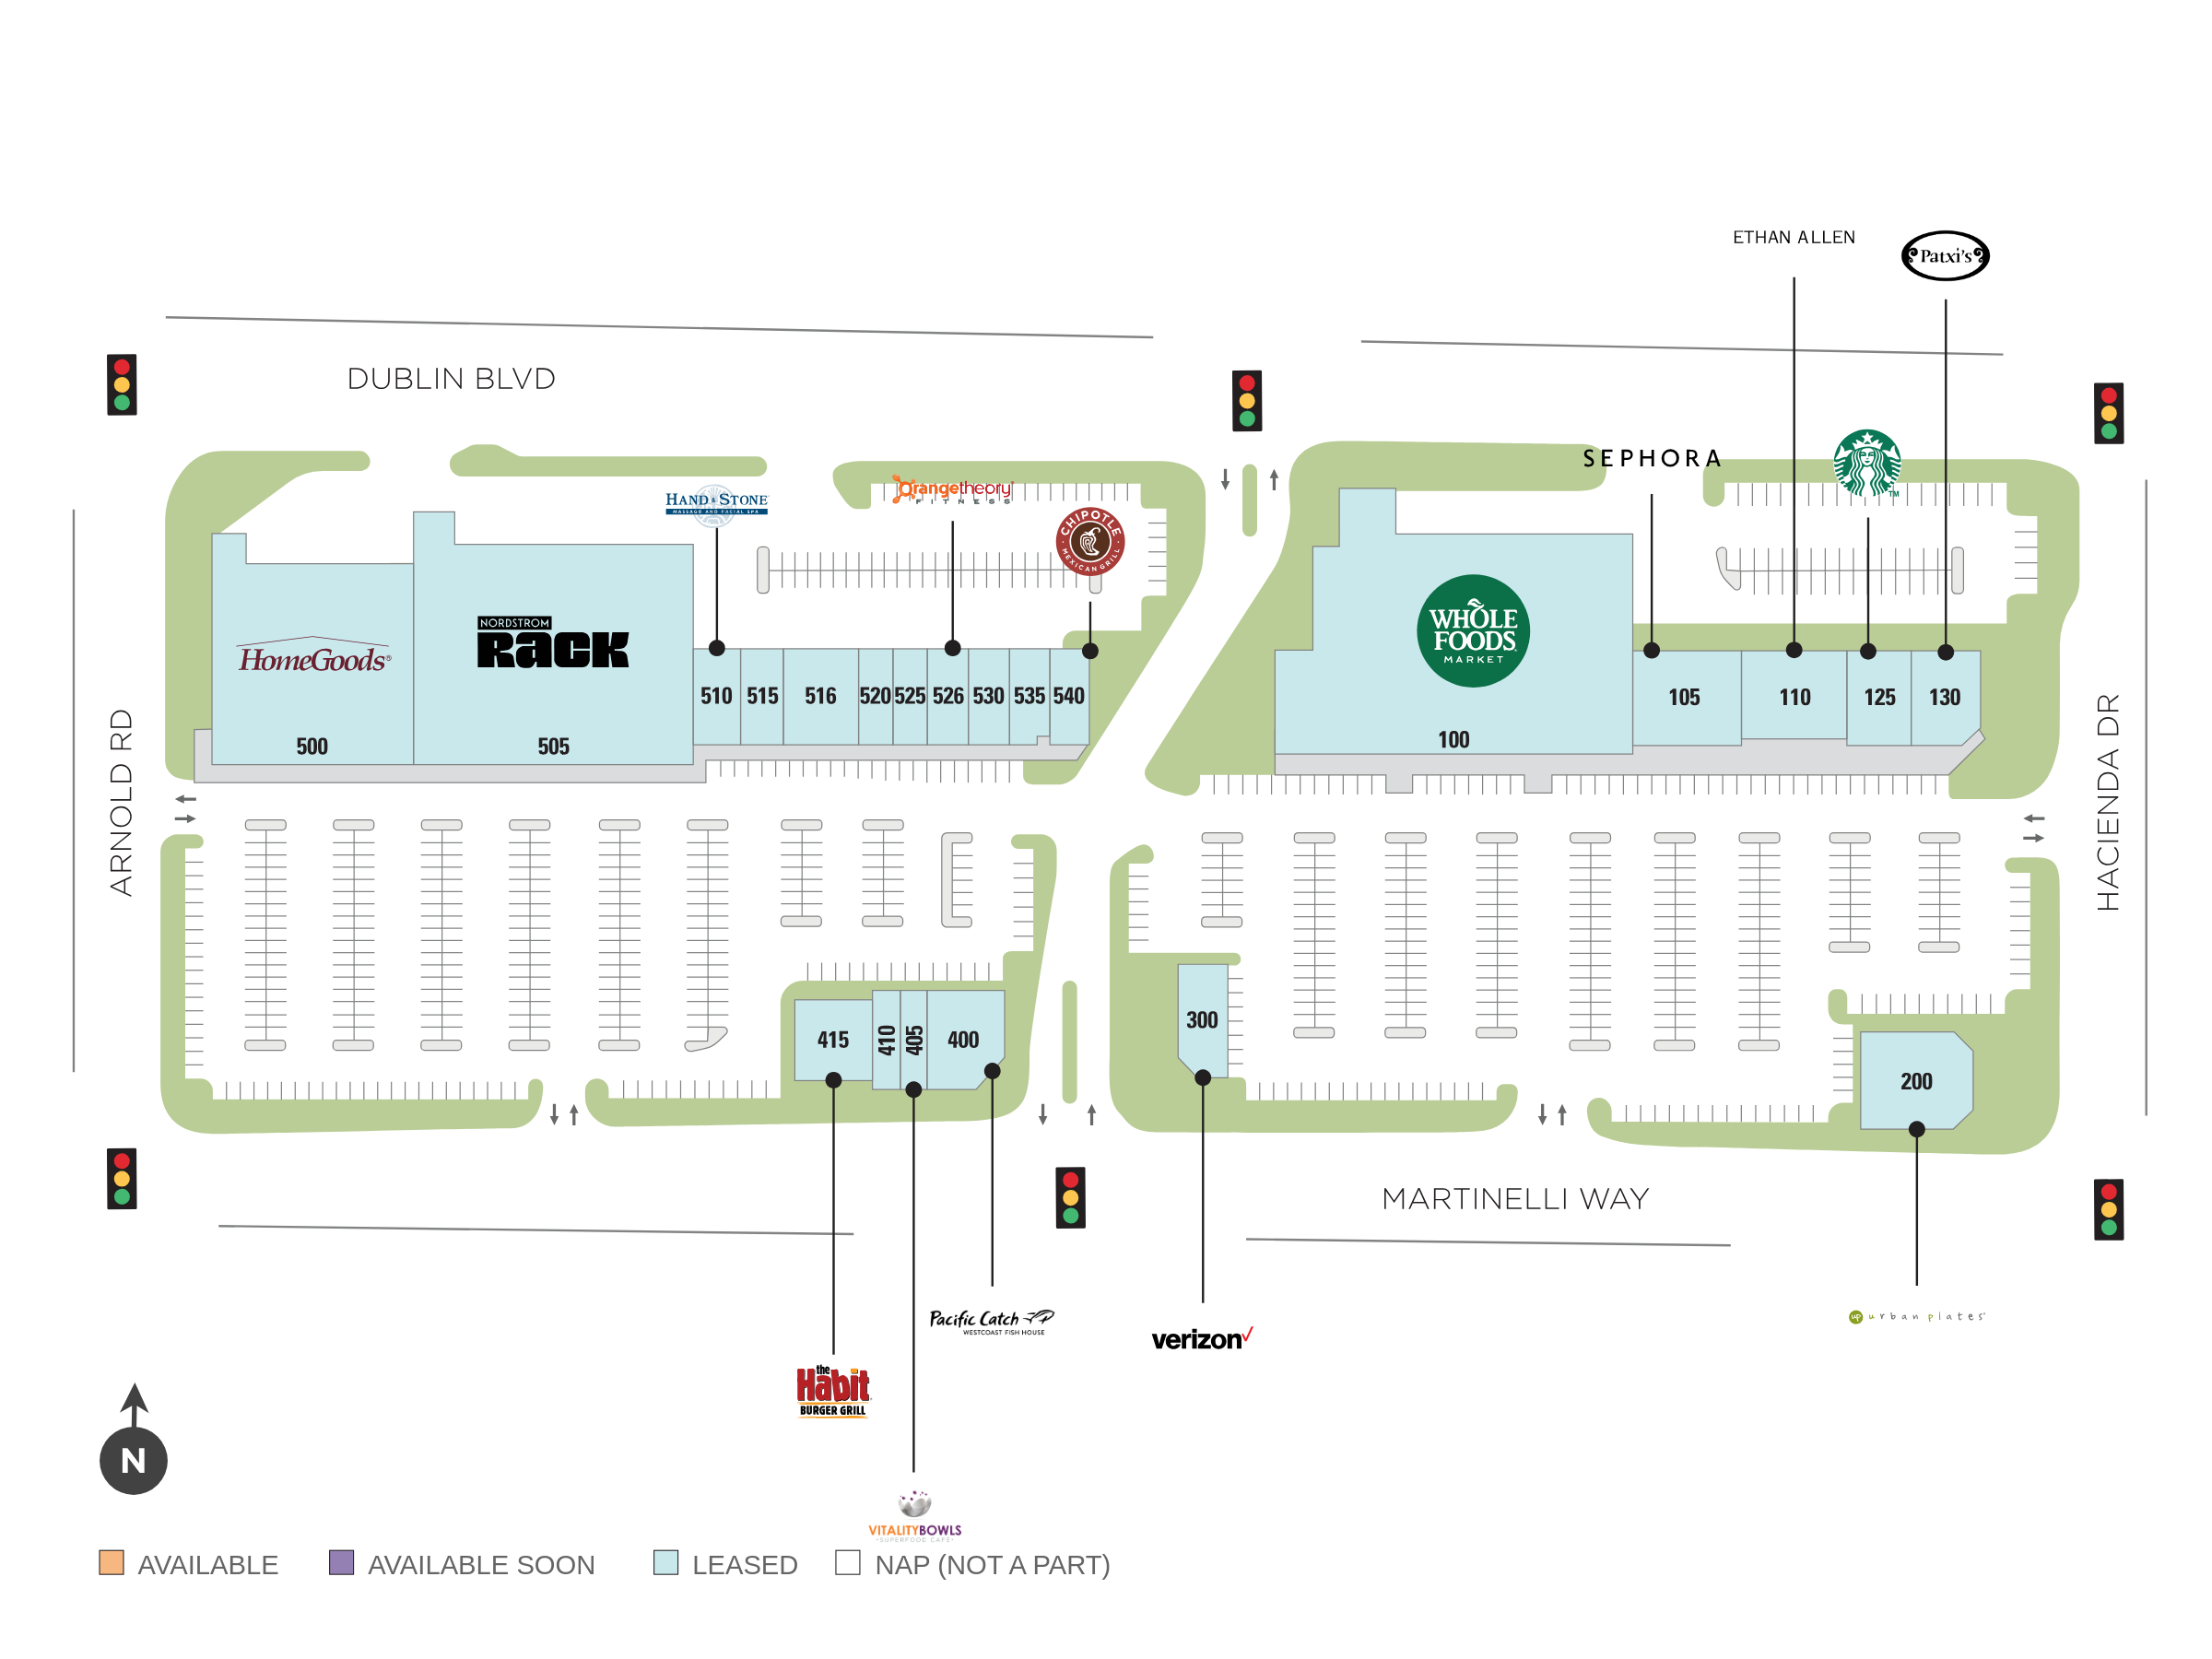 ETHAN ALLEN
Patxi's
DUBLIN BLVD
SEPHORA
TM
HAND & STONE
MASSAGE AND FACIAL SPA
Orangetheory®
FITNESS
CHIPOTLE
MEXICAN GRILL
NORDSTROM
RACK
HomeGoods®
WHOLE
FOODS
MARKET
510
515
516
520
525
526
530
535
540
105
110
125
130
500
505
100
ARNOLD RD
HACIENDA DR
415
410
405
400
300
200
MARTINELLI WAY
Pacific Catch
WESTCOAST FISH HOUSE
verizon
up urban plates
the
Habit
BURGER GRILL
N
VITALITYBOWLS
•SUPERFOOD CAFE•
AVAILABLE
AVAILABLE SOON
LEASED
NAP (NOT A PART)